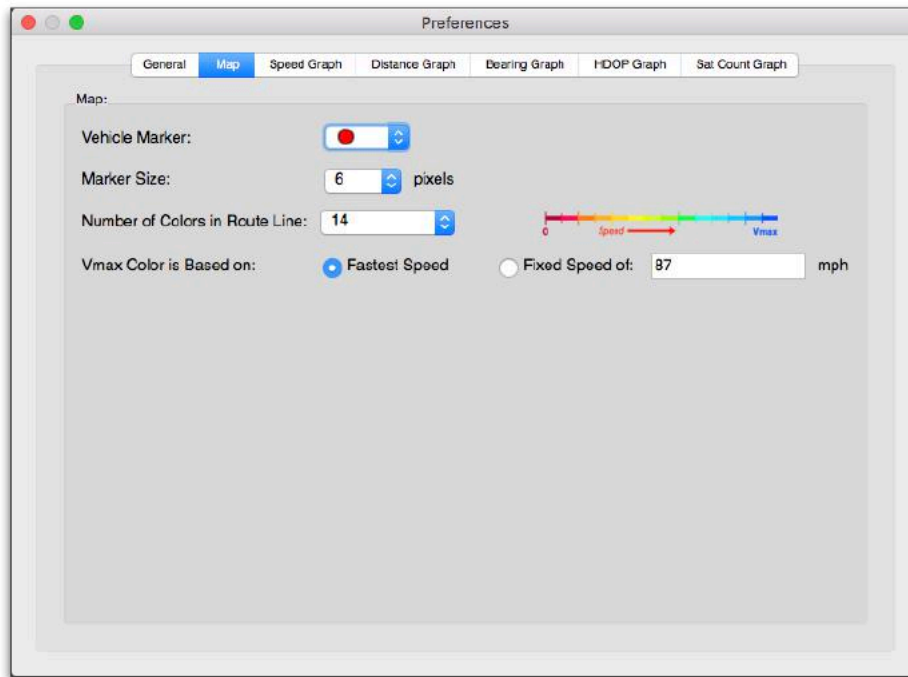 Preferences
General Map Speed Graph Distance Graph Bearing Graph HDOP Graph Sat Count Graph
Map:
Vehicle Marker:
Marker Size: 6 pixels
Number of Colors in Route Line: 14
0 Speed Vmax
Vmax Color is Based on: Fastest Speed Fixed Speed of: 87 mph